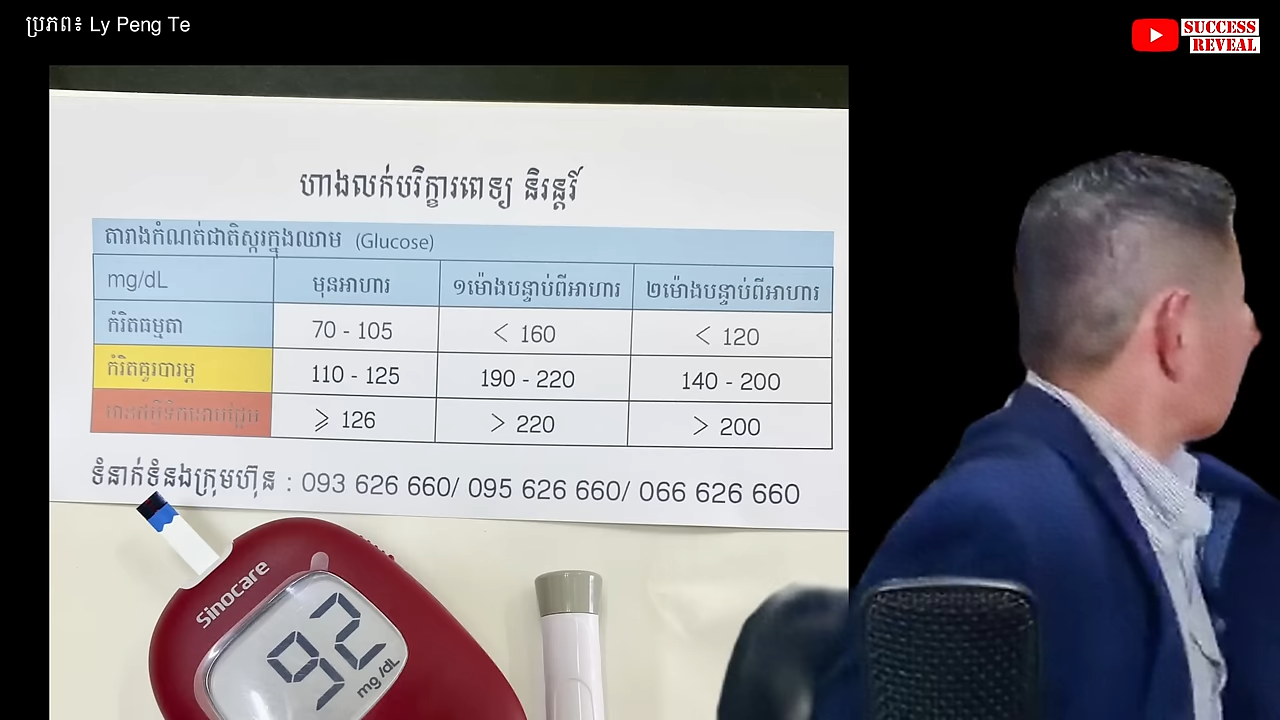 ប្រភព៖ Ly Peng Te
SUCCESS
REVEAL
ហាងលក់បរិក្ខារពេទ្យ និរន្តរ៍
តារាងកំណត់ជាតិស្ករក្នុងឈាម (Glucose)
mg/dL មុនអាហារ ១ម៉ោងបន្ទាប់ពីអាហារ ២ម៉ោងបន្ទាប់ពីអាហារ
កំរិតធម្មតា 70 - 105 < 160 < 120
កំរិតគួរបារម្ភ 110 - 125 190 - 220 140 - 200
⩾ 126 > 220 > 200
ទំនាក់ទំនងក្រុមហ៊ុន : 093 626 660/ 095 626 660/ 066 626 660
Sinocare
92
mg/dL